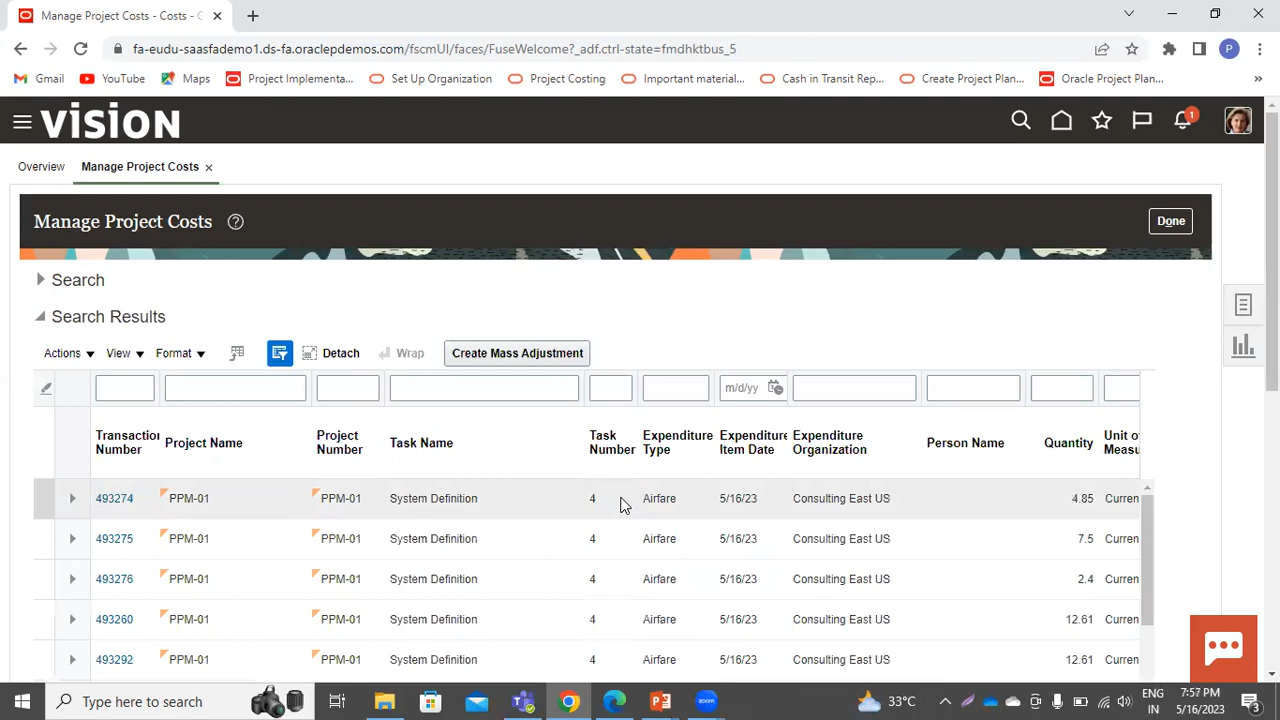 Manage Project Costs - Costs - C
fa-eudu-saasfademo1.ds-fa.oraclepdemos.com/fscmUI/faces/FuseWelcome?_adf.ctrl-state=fmdhktbus_5
P
Gmail YouTube Maps Project Implementa... Set Up Organization Project Costing Important material... Cash in Transit Rep... Create Project Plan... Oracle Project Plan... »
VISION
1
Overview Manage Project Costs
Manage Project Costs ?
Done
Search
Search Results
Actions View Format Detach Wrap Create Mass Adjustment
m/d/yy
Transaction Number Project Name Project Number Task Name Task Number Expenditure Type Expenditure Item Date Expenditure Organization Person Name Quantity Unit of Measu
493274 PPM-01 PPM-01 System Definition 4 Airfare 5/16/23 Consulting East US 4.85 Curren
493275 PPM-01 PPM-01 System Definition 4 Airfare 5/16/23 Consulting East US 7.5 Curren
493276 PPM-01 PPM-01 System Definition 4 Airfare 5/16/23 Consulting East US 2.4 Curren
493260 PPM-01 PPM-01 System Definition 4 Airfare 5/16/23 Consulting East US 12.61 Curren
493292 PPM-01 PPM-01 System Definition 4 Airfare 5/16/23 Consulting East US 12.61 Curren
Type here to search
zoom
33°C
ENG
IN
7:57 PM
5/16/2023
3